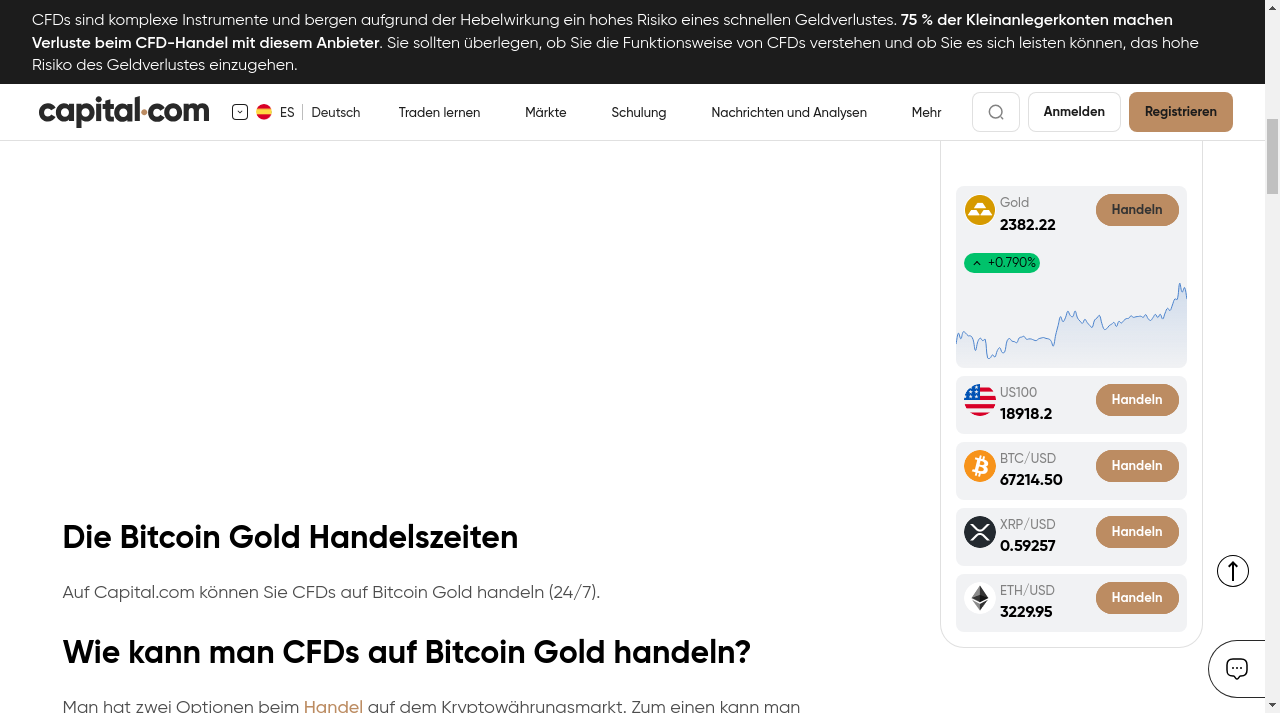 CFDs sind komplexe Instrumente und bergen aufgrund der Hebelwirkung ein hohes Risiko eines schnellen Geldverlustes. 75 % der Kleinanlegerkonten machen
Verluste beim CFD-Handel mit diesem Anbieter. Sie sollten überlegen, ob Sie die Funktionsweise von CFDs verstehen und ob Sie es sich leisten können, das hohe
Risiko des Geldverlustes einzugehen.
capital.com ES Deutsch Traden lernen Märkte Schulung Nachrichten und Analysen Mehr Anmelden Registrieren
Gold
2382.22
Handeln
+0.790%
US100
18918.2
Handeln
BTC/USD
67214.50
Handeln
XRP/USD
0.59257
Handeln
ETH/USD
3229.95
Handeln
Die Bitcoin Gold Handelszeiten
Auf Capital.com können Sie CFDs auf Bitcoin Gold handeln (24/7).
Wie kann man CFDs auf Bitcoin Gold handeln?
Man hat zwei Optionen beim Handel auf dem Kryptowährungsmarkt. Zum einen kann man